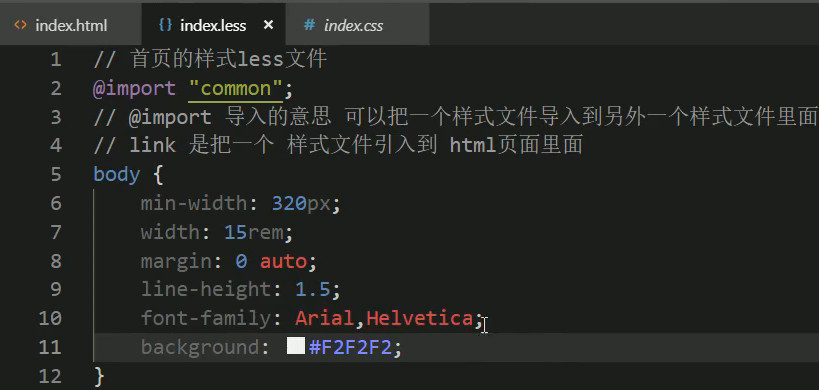 index.html
index.less
index.css
1 // 首页的样式less文件
2 @import "common";
3 // @import 导入的意思 可以把一个样式文件导入到另外一个样式文件里面
4 // link 是把一个 样式文件引入到 html页面里面
5 body {
6 min-width: 320px;
7 width: 15rem;
8 margin: 0 auto;
9 line-height: 1.5;
10 font-family: Arial,Helvetica;
11 background: #F2F2F2;
12 }